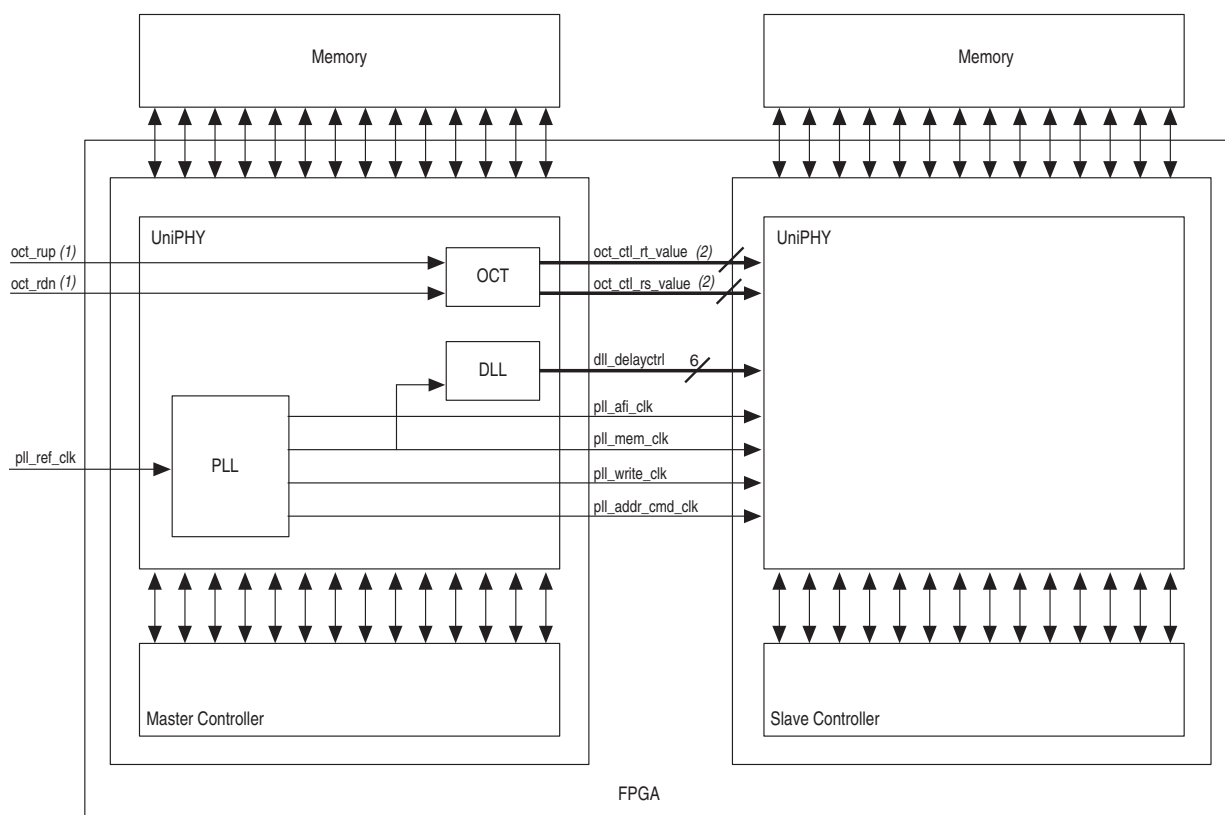 Memory
Memory
UniPHY
UniPHY
oct_rup (1)
oct_rdn (1)
OCT
oct_ctl_rt_value (2)
oct_ctl_rs_value (2)
DLL
dll_delayctrl
6
pll_afi_clk
pll_mem_clk
pll_ref_clk
PLL
pll_write_clk
pll_addr_cmd_clk
Master Controller
Slave Controller
FPGA